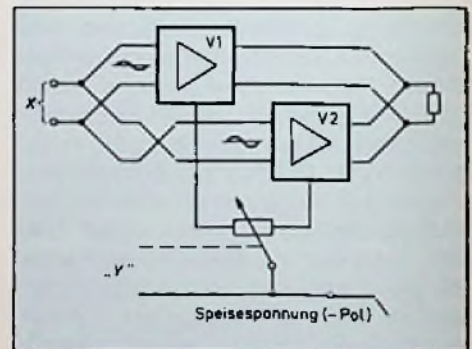 V1
X
V2
„Y"
Speisespannung (– Pol)